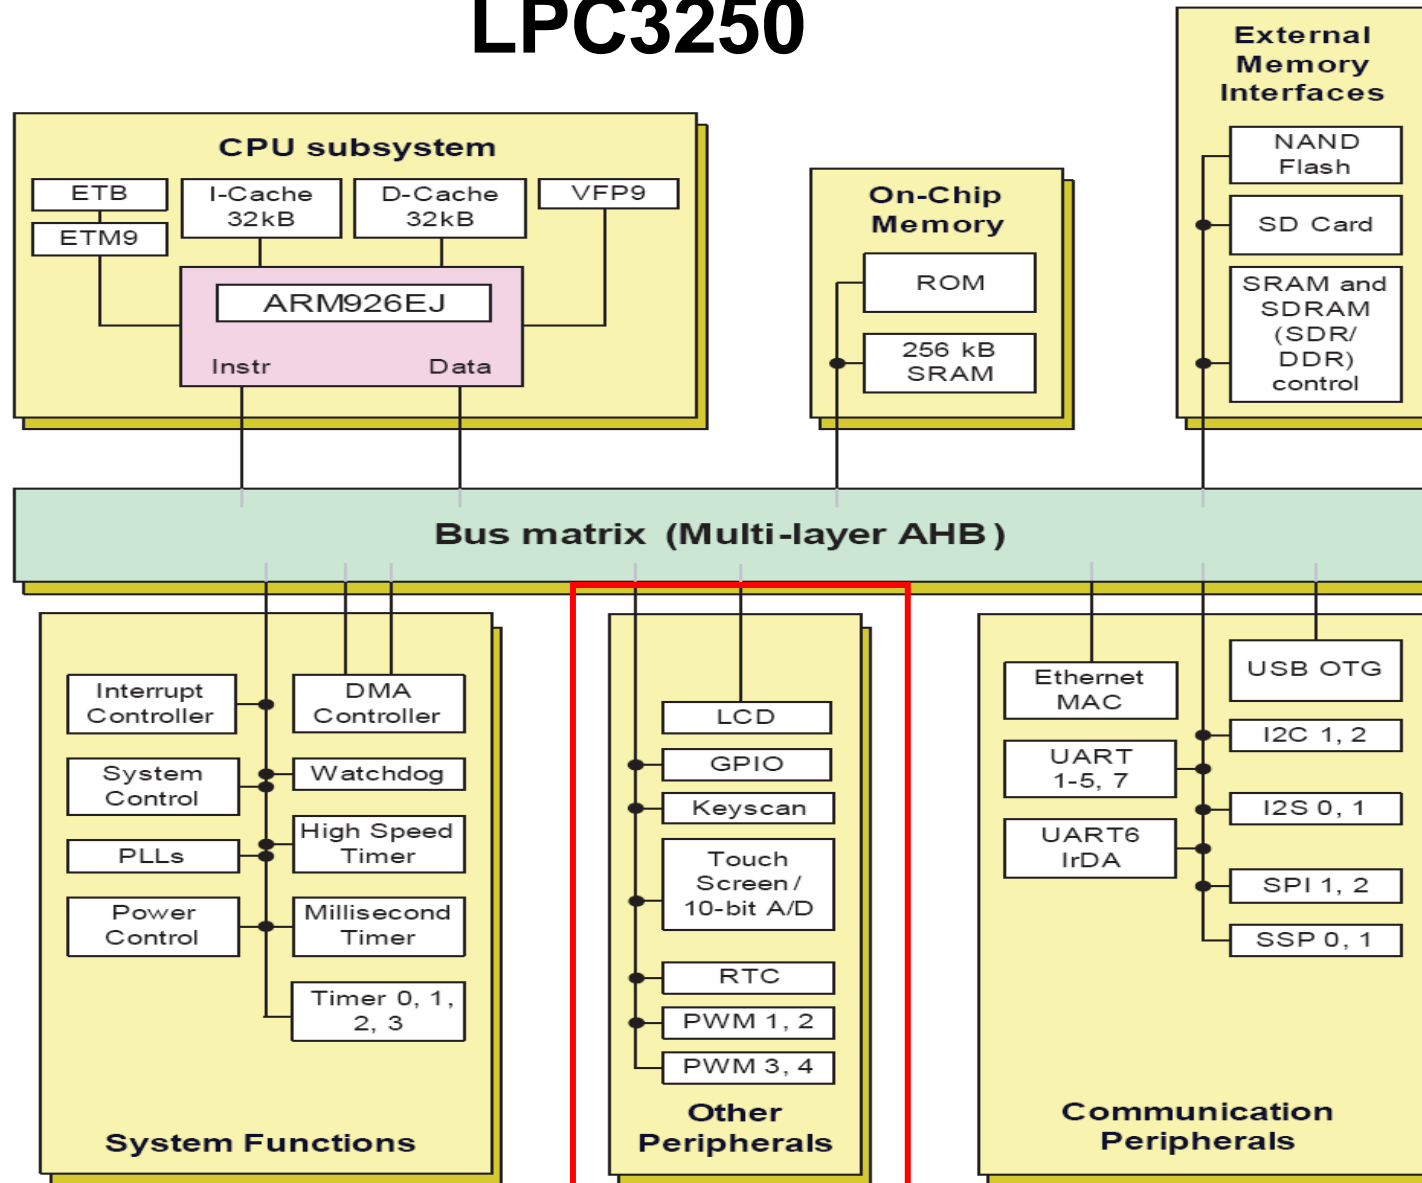 LPC3250
CPU subsystem
ETB
ETM9
I-Cache
32kB
D-Cache
32kB
VFP9
ARM926EJ
Instr
Data
On-Chip
Memory
ROM
256 kB
SRAM
External
Memory
Interfaces
NAND
Flash
SD Card
SRAM and
SDRAM
(SDR/
DDR)
control
Bus matrix (Multi-layer AHB)
Interrupt
Controller
System
Control
PLLs
Power
Control
DMA
Controller
Watchdog
High Speed
Timer
Millisecond
Timer
Timer 0, 1,
2, 3
System Functions
LCD
GPIO
Keyscan
Touch
Screen/
10-bit A/D
RTC
PWM 1, 2
PWM 3, 4
Other
Peripherals
Ethernet
MAC
UART
1-5, 7
UART6
IrDA
USB OTG
I2C 1, 2
I2S 0, 1
SPI 1, 2
SSP 0, 1
Communication
Peripherals